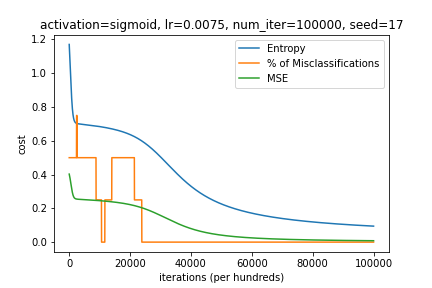 activation=sigmoid, lr=0.0075, num_iter=100000, seed=17
Entropy
% of Misclassifications
MSE
cost
1.2
1.0
0.8
0.6
0.4
0.2
0.0
0 20000 40000 60000 80000 100000
iterations (per hundreds)